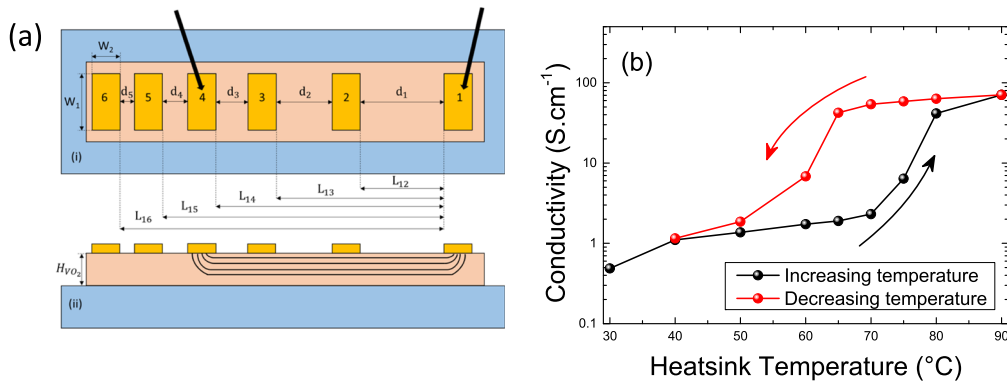 (a)
W₂
6 d₅ 5 d₄ 4 d₃ 3 d₂ 2 d₁ 1
W₁
(i)
L₁₂
L₁₃
L₁₄
L₁₅
L₁₆
H_VO₂
(ii)
(b)
Conductivity (S.cm⁻¹)
100
10
1
0.1
Increasing temperature
Decreasing temperature
30 40 50 60 70 80 90
Heatsink Temperature (°C)